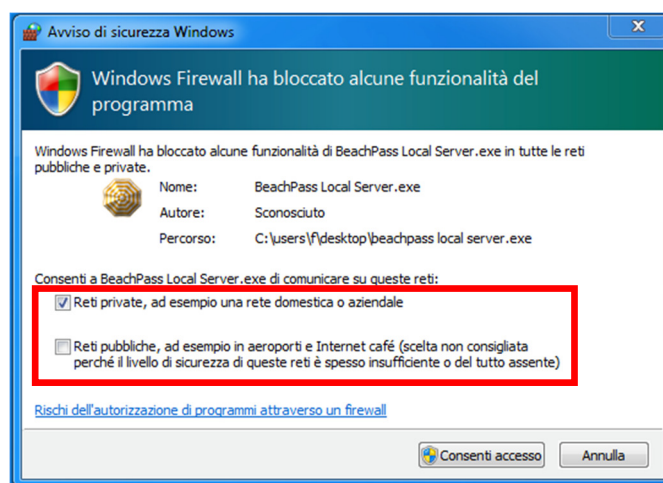 Avviso di sicurezza Windows
Windows Firewall ha bloccato alcune funzionalità del
programma
Windows Firewall ha bloccato alcune funzionalità di BeachPass Local Server.exe in tutte le reti
pubbliche e private.
Nome: BeachPass Local Server.exe
Autore: Sconosciuto
Percorso: C:\users\f\desktop\beachpass local server.exe
Consenti a BeachPass Local Server.exe di comunicare su queste reti:
Reti private, ad esempio una rete domestica o aziendale
Reti pubbliche, ad esempio in aeroporti e Internet café (scelta non consigliata
perché il livello di sicurezza di queste reti è spesso insufficiente o del tutto assente)
Rischi dell'autorizzazione di programmi attraverso un firewall
Consenti accesso Annulla